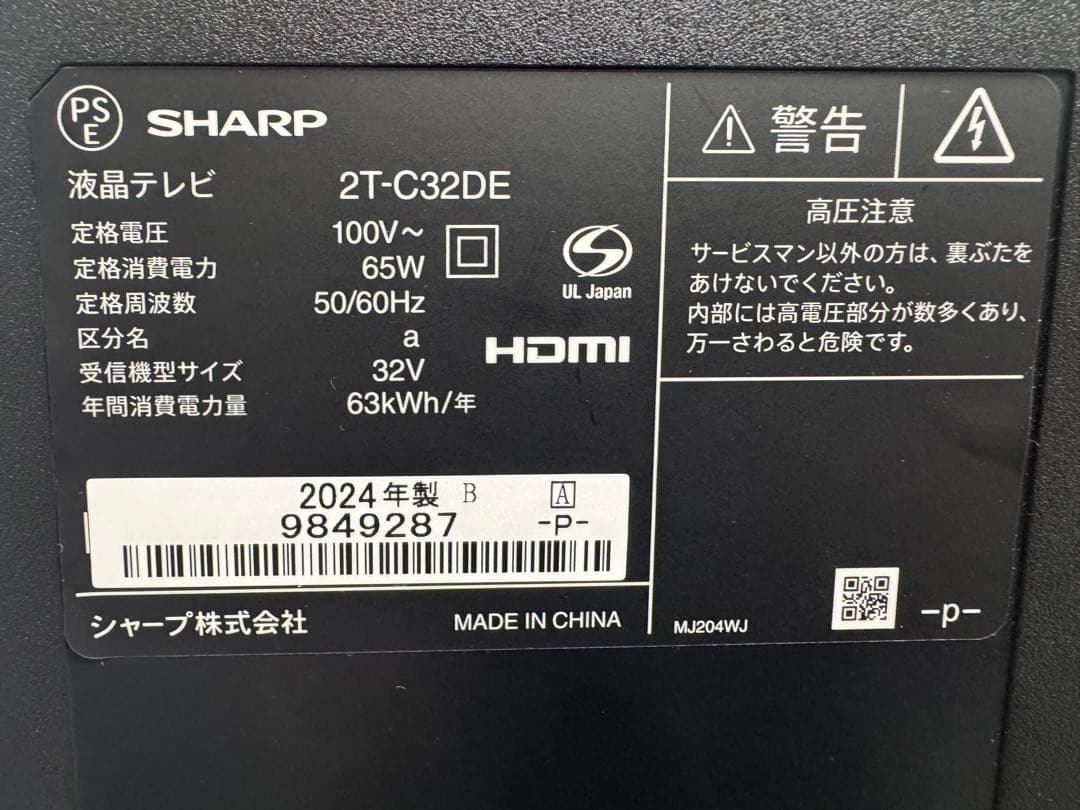 PS
E
SHARP
液晶テレビ 2T-C32DE
定格電圧 100V～
定格消費電力 65W
定格周波数 50/60Hz
区分名 a
受信機型サイズ 32V
年間消費電力量 63kWh/年
UL Japan
HDMI
2024年製 B A
9849287 -P-
シャープ株式会社 MADE IN CHINA
警告
高圧注意
サービスマン以外の方は、裏ぶたを
あけないでください。
内部には高電圧部分が数多くあり、
万一さわると危険です。
MJ204WJ
-p-